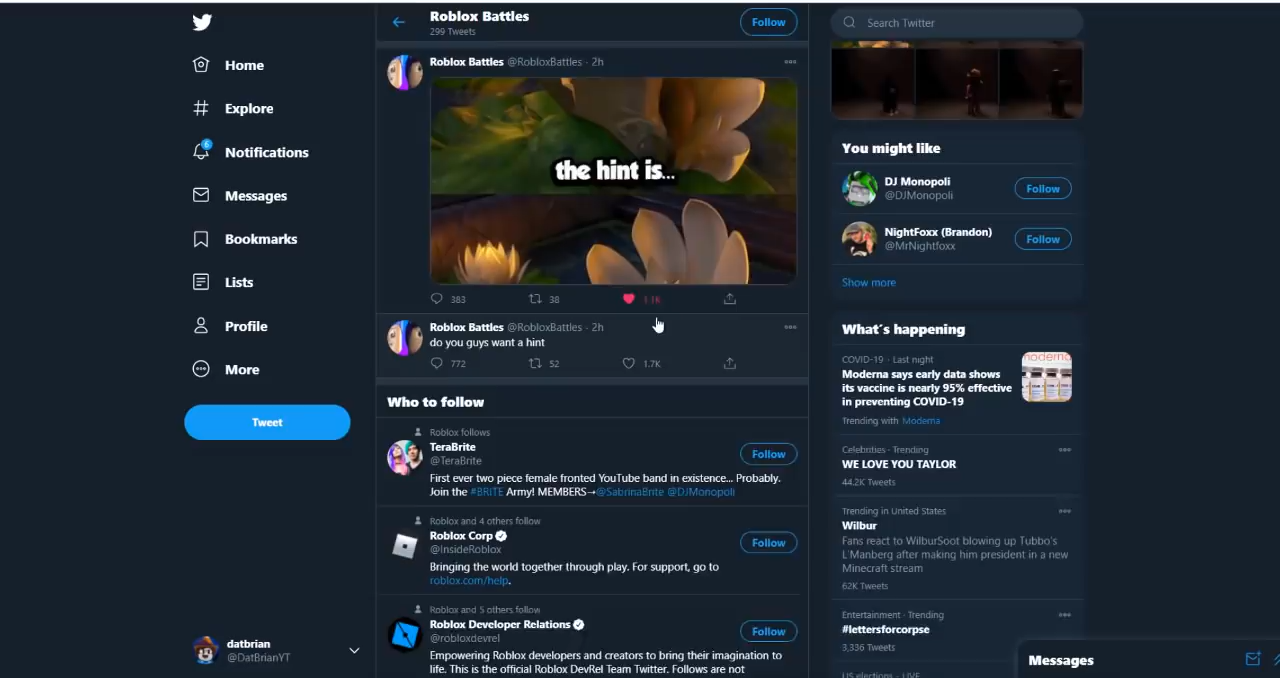 Roblox Battles
299 Tweets
Follow
Search Twitter
Home
Explore
6
Notifications
Messages
Bookmarks
Lists
Profile
More
Tweet
datbrian
@DatBrianYT
Roblox Battles @RobloxBattles · 2h
the hint is...
383
38
1.1K
Roblox Battles @RobloxBattles · 2h
do you guys want a hint
772
52
1.7K
Who to follow
Roblox follows
TeraBrite
@TeraBrite
Follow
First ever two piece female fronted YouTube band in existence... Probably.
Join the #BRITE Army! MEMBERS→@SabrinaBrite @DJMonopoli
Roblox and 4 others follow
Roblox Corp
@InsideRoblox
Follow
Bringing the world together through play. For support, go to
roblox.com/help.
Roblox and 5 others follow
Roblox Developer Relations
@robloxdevrel
Follow
Empowering Roblox developers and creators to bring their imagination to
life. This is the official Roblox DevRel Team Twitter. Follows are not
You might like
DJ Monopoli
@DJMonopoli
Follow
NightFoxx (Brandon)
@MrNightfoxx
Follow
Show more
What's happening
COVID-19 · Last night
Moderna says early data shows
its vaccine is nearly 95% effective
in preventing COVID-19
moderna
Trending with Moderna
Celebrities · Trending
WE LOVE YOU TAYLOR
44.2K Tweets
Trending in United States
Wilbur
Fans react to WilburSoot blowing up Tubbo's
L'Manberg after making him president in a new
Minecraft stream
62K Tweets
Entertainment · Trending
#lettersforcorpse
3,336 Tweets
US elections · LIVE
Messages